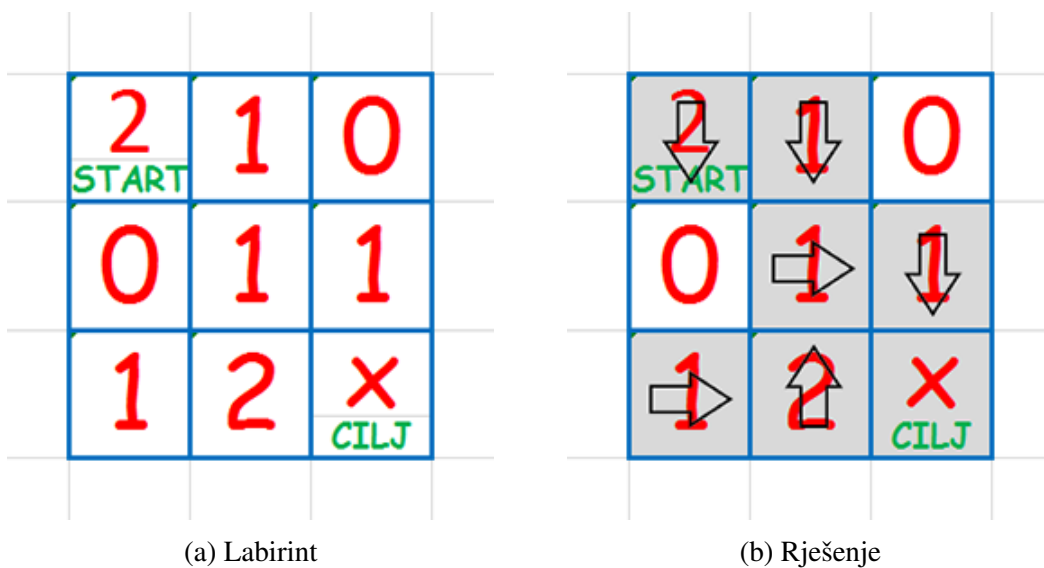 2 1 0
START
0 1 1
1 2 X
CILJ
(a) Labirint
2 1 0
START
0 1 1
1 2 X
CILJ
(b) Rješenje